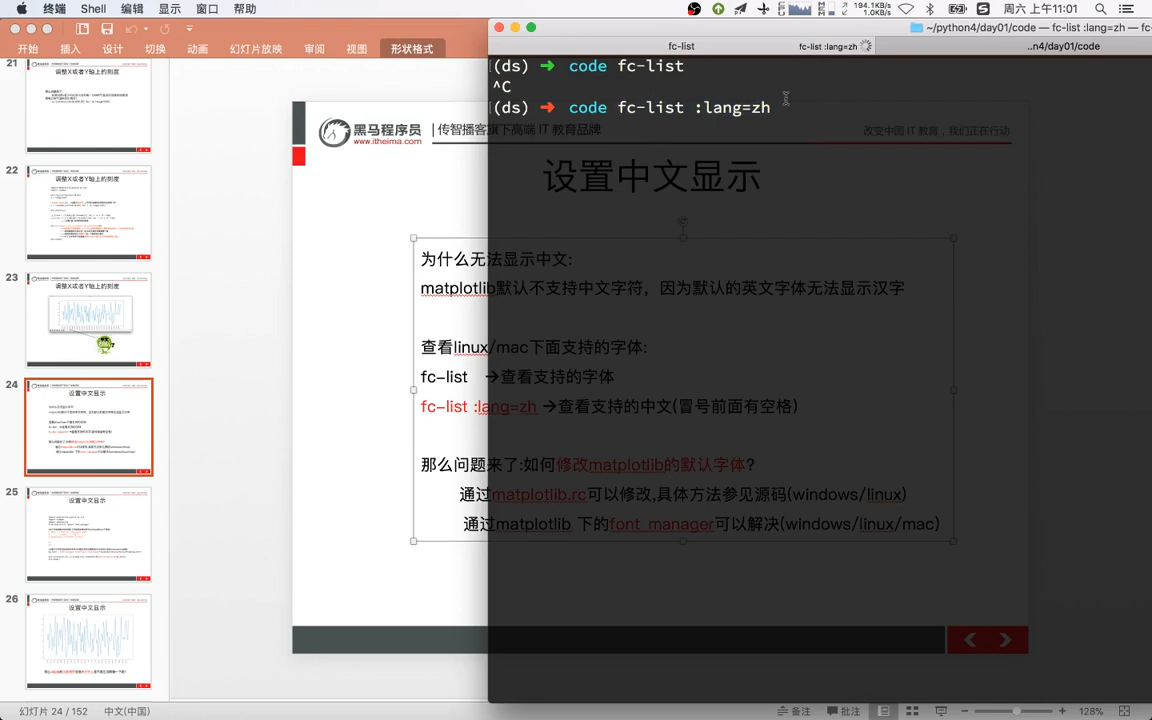 终端 Shell 编辑 显示 窗口 帮助
194.1KB/s
1.0KB/s
周六 上午11:01
开始 插入 设计 切换 动画 幻灯片放映 审阅 视图 形状格式
~/python4/day01/code — fc-list :lang=zh — fc
fc-list
fc-list :lang=zh
..n4/day01/code
(ds) ➜ code fc-list
^C
(ds) ➜ code fc-list :lang=zh
21
调整X或者Y轴上的刻度
22
调整X或者Y轴上的刻度
23
调整X或者Y轴上的刻度
24
设置中文显示
25
设置中文显示
26
设置中文显示
黑马程序员
www.itheima.com
传智播客旗下高端 IT 教育品牌
改变中国 IT 教育，我们正在行动
设置中文显示
为什么无法显示中文:
matplotlib默认不支持中文字符，因为默认的英文字体无法显示汉字
查看linux/mac下面支持的字体:
fc-list →查看支持的字体
fc-list :lang=zh →查看支持的中文(冒号前面有空格)
那么问题来了:如何修改matplotlib的默认字体?
通过matplotlib.rc可以修改,具体方法参见源码(windows/linux)
通过matplotlib 下的font_manager可以解决(windows/linux/mac)
幻灯片 24 / 152 中文(中国)
备注 批注
128%